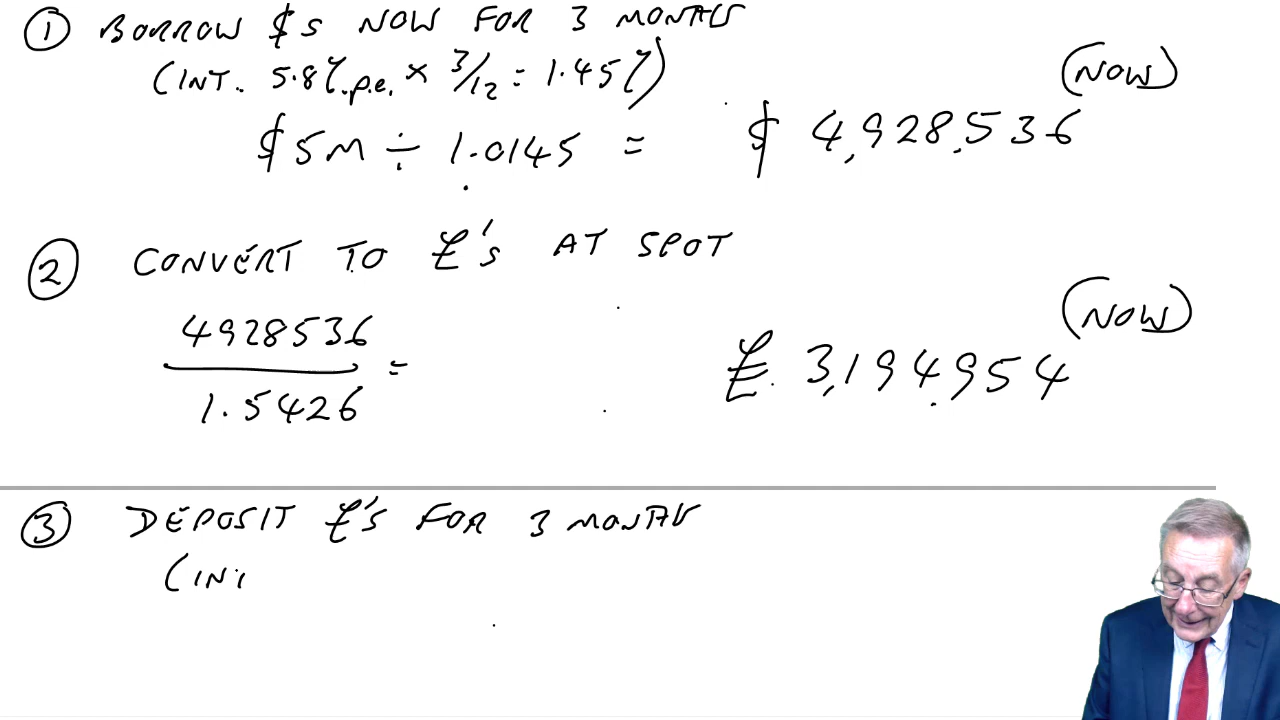 ① BORROW $s NOW FOR 3 MONTHS
(INT. 5.8% p.a. × 3/12 = 1.45%)
(NOW)
$5M ÷ 1.0145 = $ 4,928,536
② CONVERT TO £'s AT SPOT
(NOW)
4928536
1.5426
= £ 3,194,954
③ DEPOSIT £'s FOR 3 MONTHS
(INT